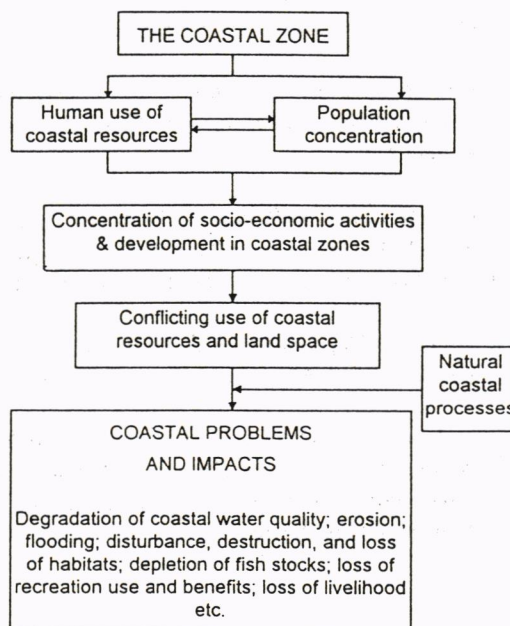 THE COASTAL ZONE
Human use of
coastal resources
Population
concentration
Concentration of socio-economic activities
& development in coastal zones
Conflicting use of coastal
resources and land space
Natural
coastal
processes
COASTAL PROBLEMS
AND IMPACTS
Degradation of coastal water quality; erosion;
flooding; disturbance, destruction, and loss
of habitats; depletion of fish stocks; loss of
recreation use and benefits; loss of livelihood
etc.